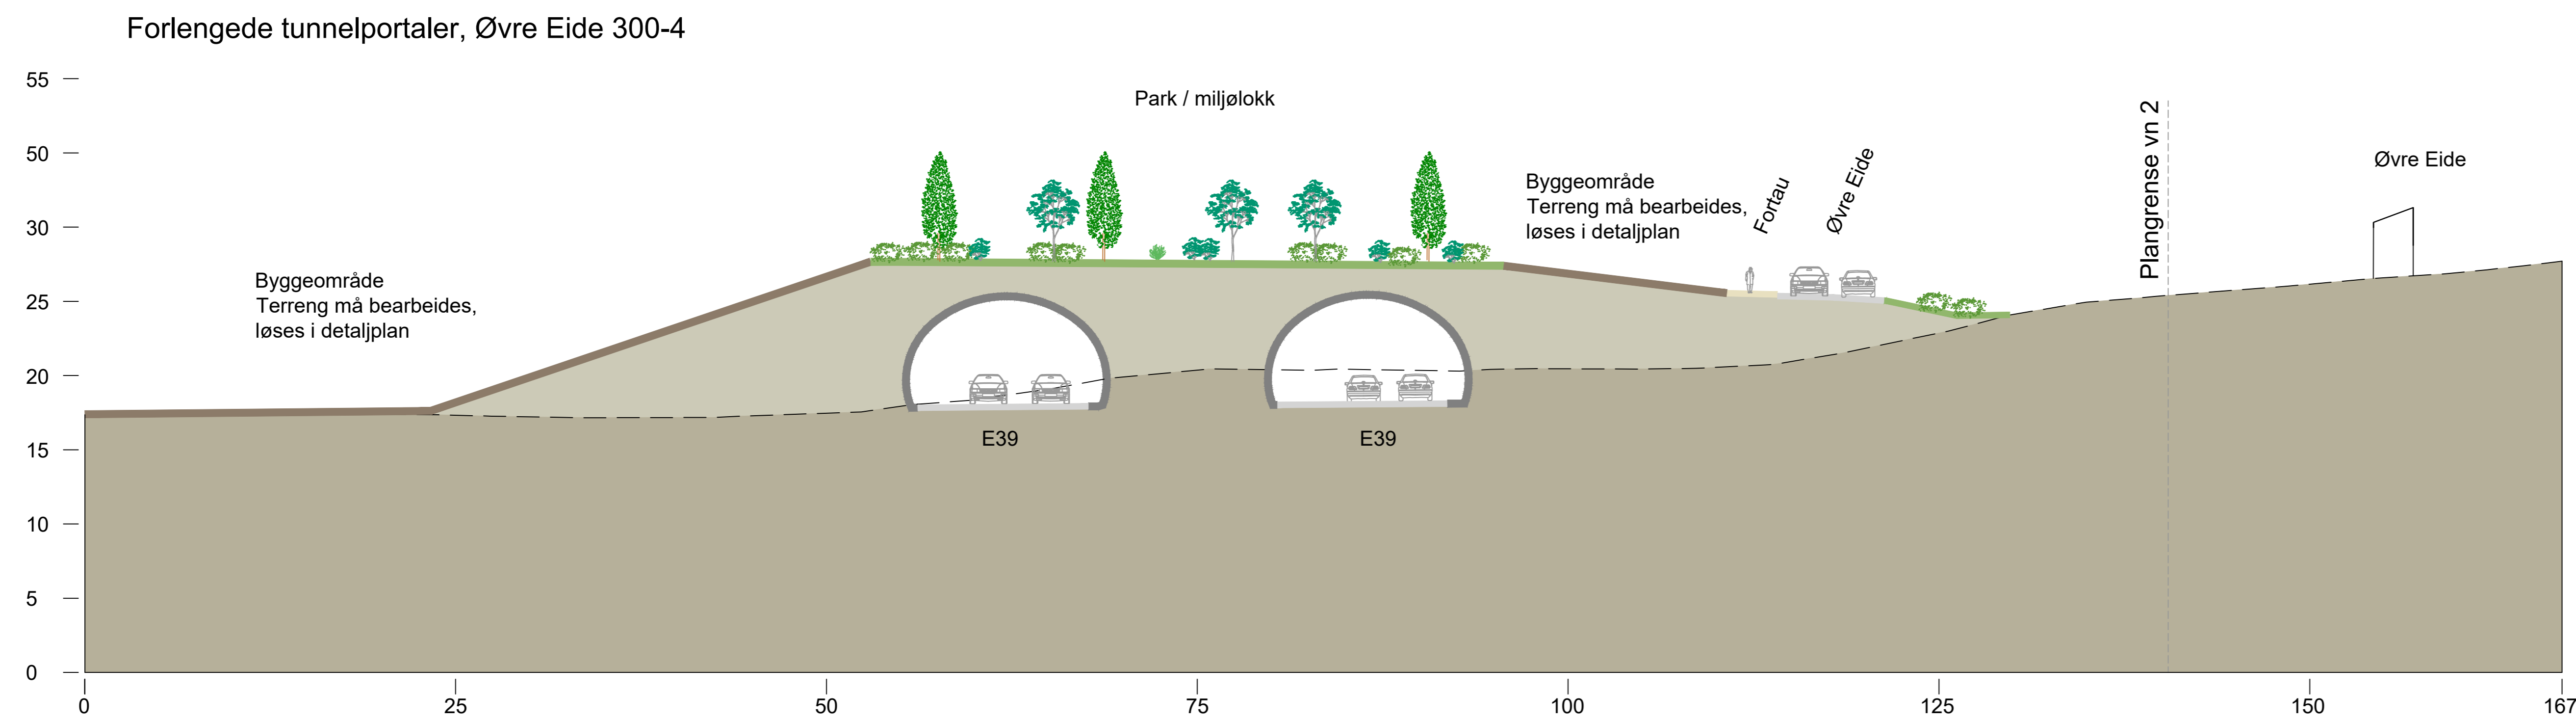 Forlengede tunnelportaler, Øvre Eide 300-4
55
Park / miljølokk
50
Plangrense vn 2
Øvre Eide
Byggeområde
Terreng må bearbeides,
løses i detaljplan
Fortau
Øvre Eide
30
Byggeområde
Terreng må bearbeides,
løses i detaljplan
25
20
E39
E39
15
10
5
0
0
25
50
75
100
125
150
167